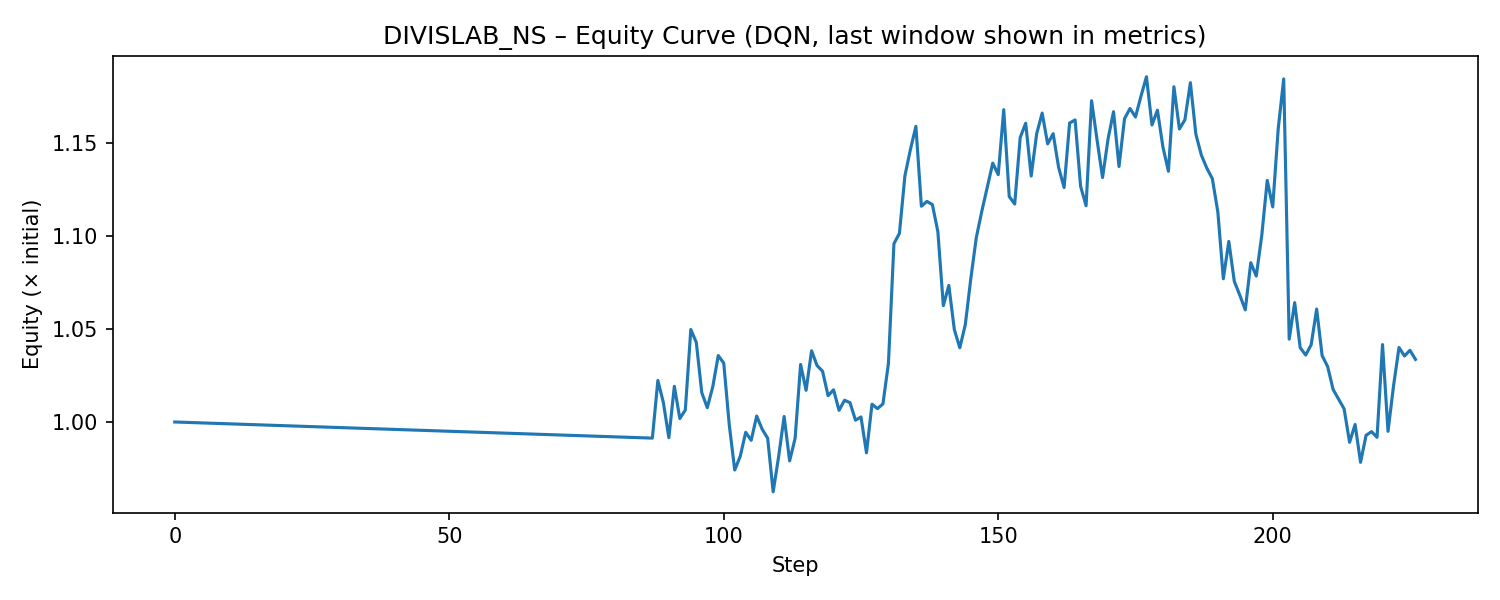 DIVISLAB_NS – Equity Curve (DQN, last window shown in metrics)
Equity (× initial)
1.15
1.10
1.05
1.00
0 50 100 150 200
Step